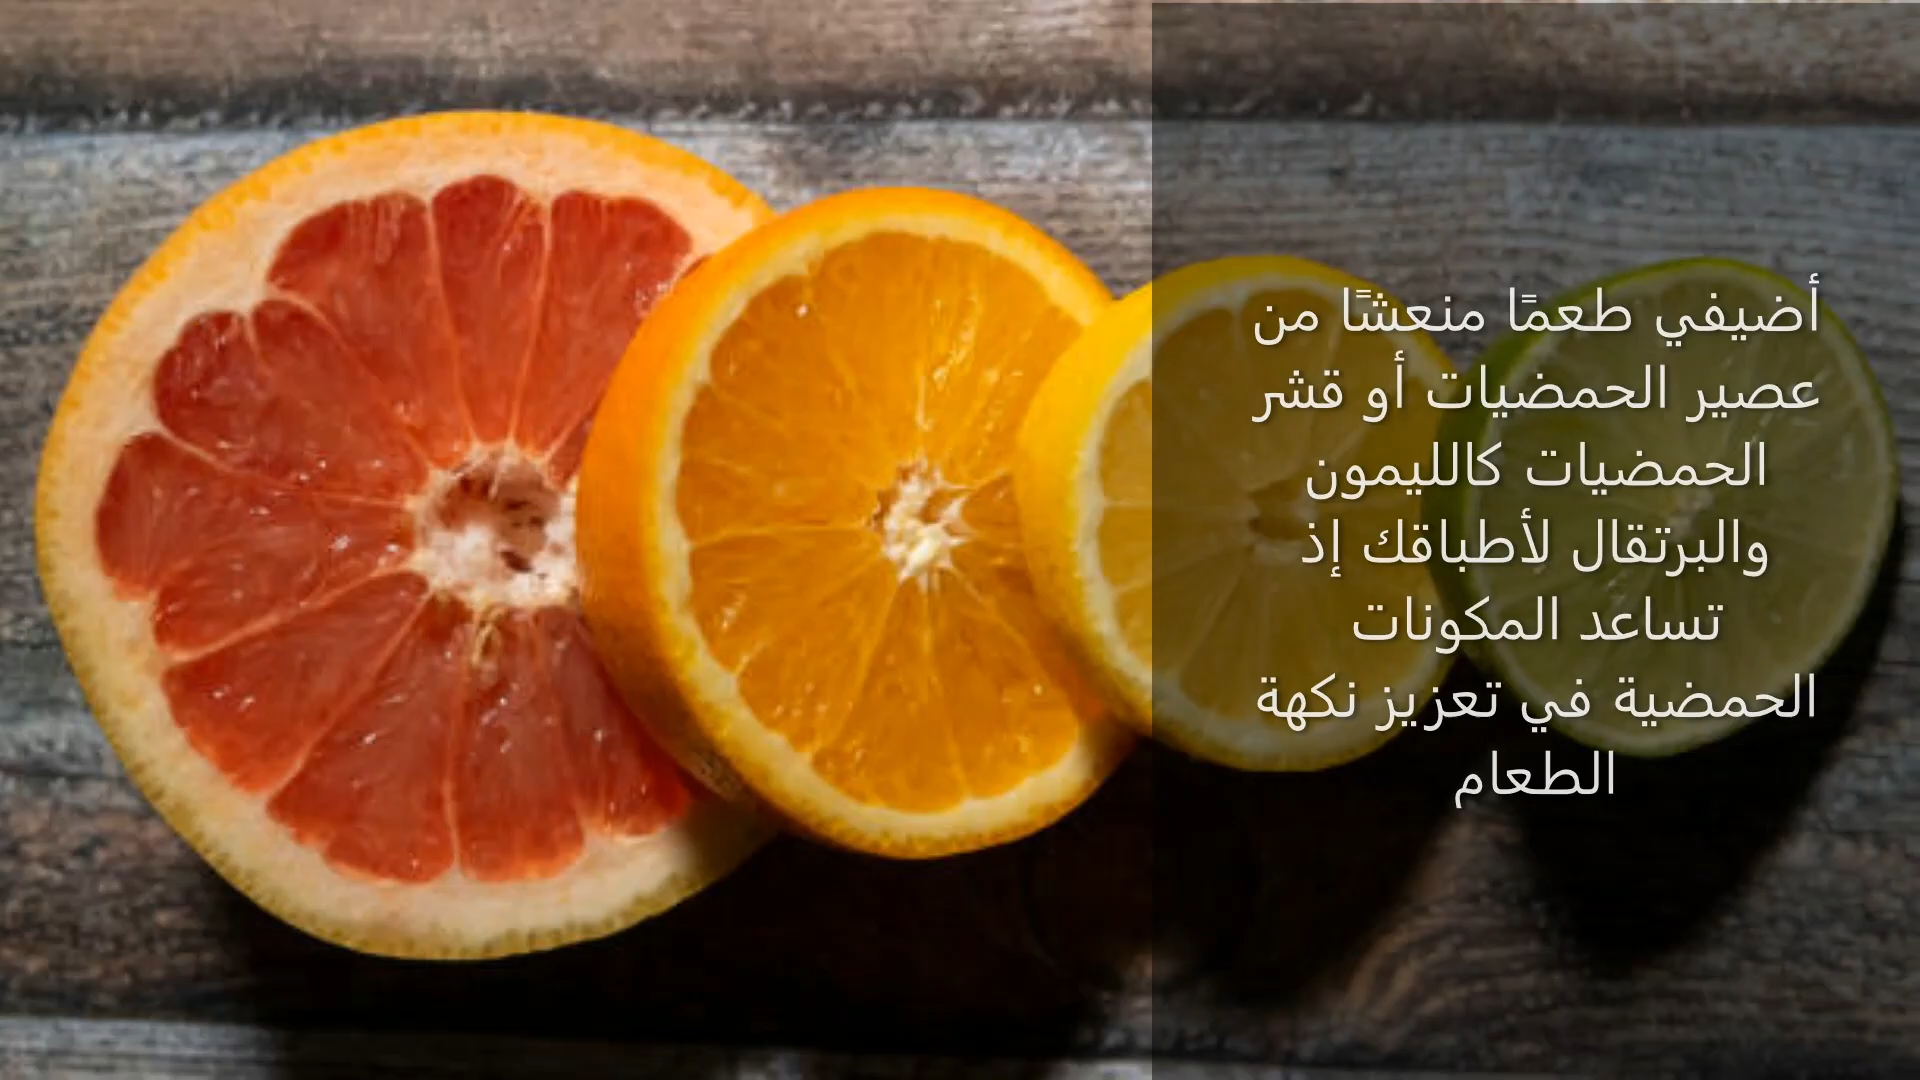 أضيفي طعمًا منعشًا من
عصير الحمضيات أو قشر
الحمضيات كالليمون
والبرتقال لأطباقك إذ
تساعد المكونات
الحمضية في تعزيز نكهة
الطعام